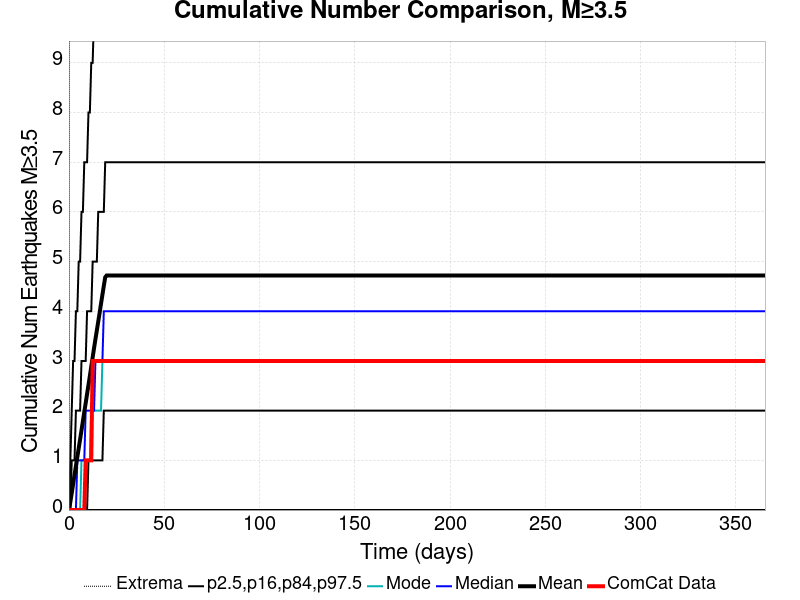 Cumulative Number Comparison, M≥3.5
Cumulative Num Earthquakes M≥3.5
9
8
7
6
5
4
3
2
1
0
0 50 100 150 200 250 300 350
Time (days)
Extrema p2.5,p16,p84,p97.5 Mode Median Mean ComCat Data